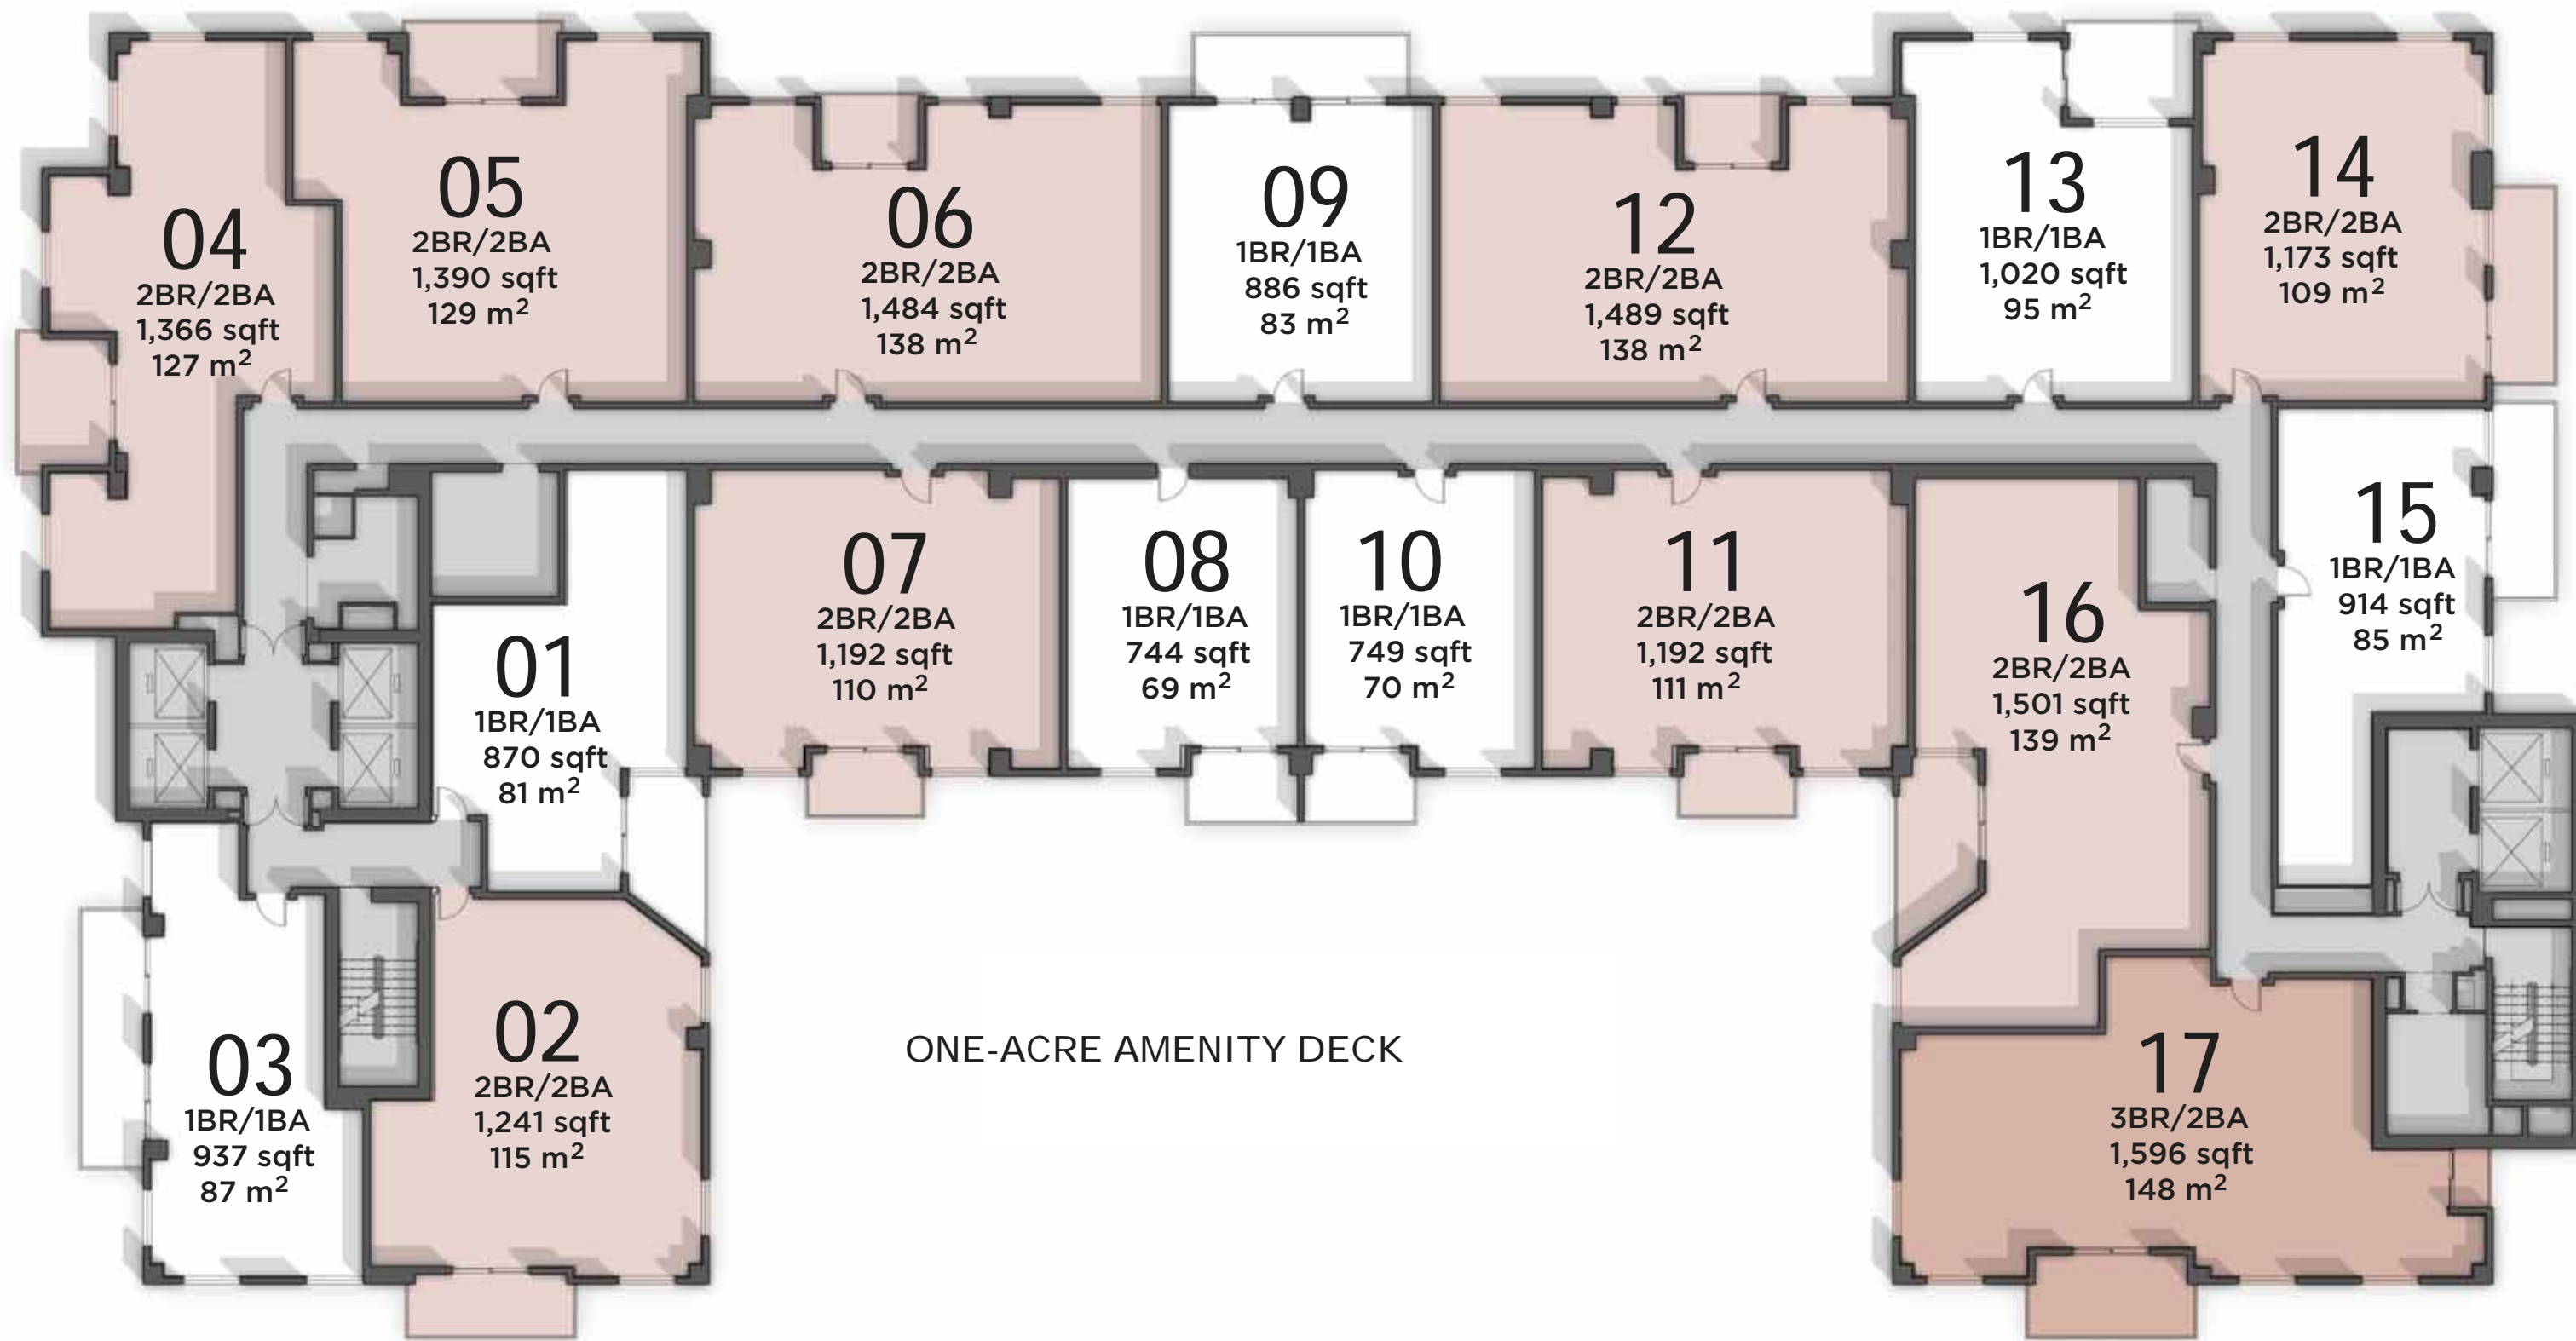 04
2BR/2BA
1,366 sqft
127 m²
05
2BR/2BA
1,390 sqft
129 m²
06
2BR/2BA
1,484 sqft
138 m²
09
1BR/1BA
886 sqft
83 m²
12
2BR/2BA
1,489 sqft
138 m²
13
1BR/1BA
1,020 sqft
95 m²
14
2BR/2BA
1,173 sqft
109 m²
01
1BR/1BA
870 sqft
81 m²
07
2BR/2BA
1,192 sqft
110 m²
08
1BR/1BA
744 sqft
69 m²
10
1BR/1BA
749 sqft
70 m²
11
2BR/2BA
1,192 sqft
111 m²
16
2BR/2BA
1,501 sqft
139 m²
15
1BR/1BA
914 sqft
85 m²
03
1BR/1BA
937 sqft
87 m²
02
2BR/2BA
1,241 sqft
115 m²
ONE-ACRE AMENITY DECK
17
3BR/2BA
1,596 sqft
148 m²